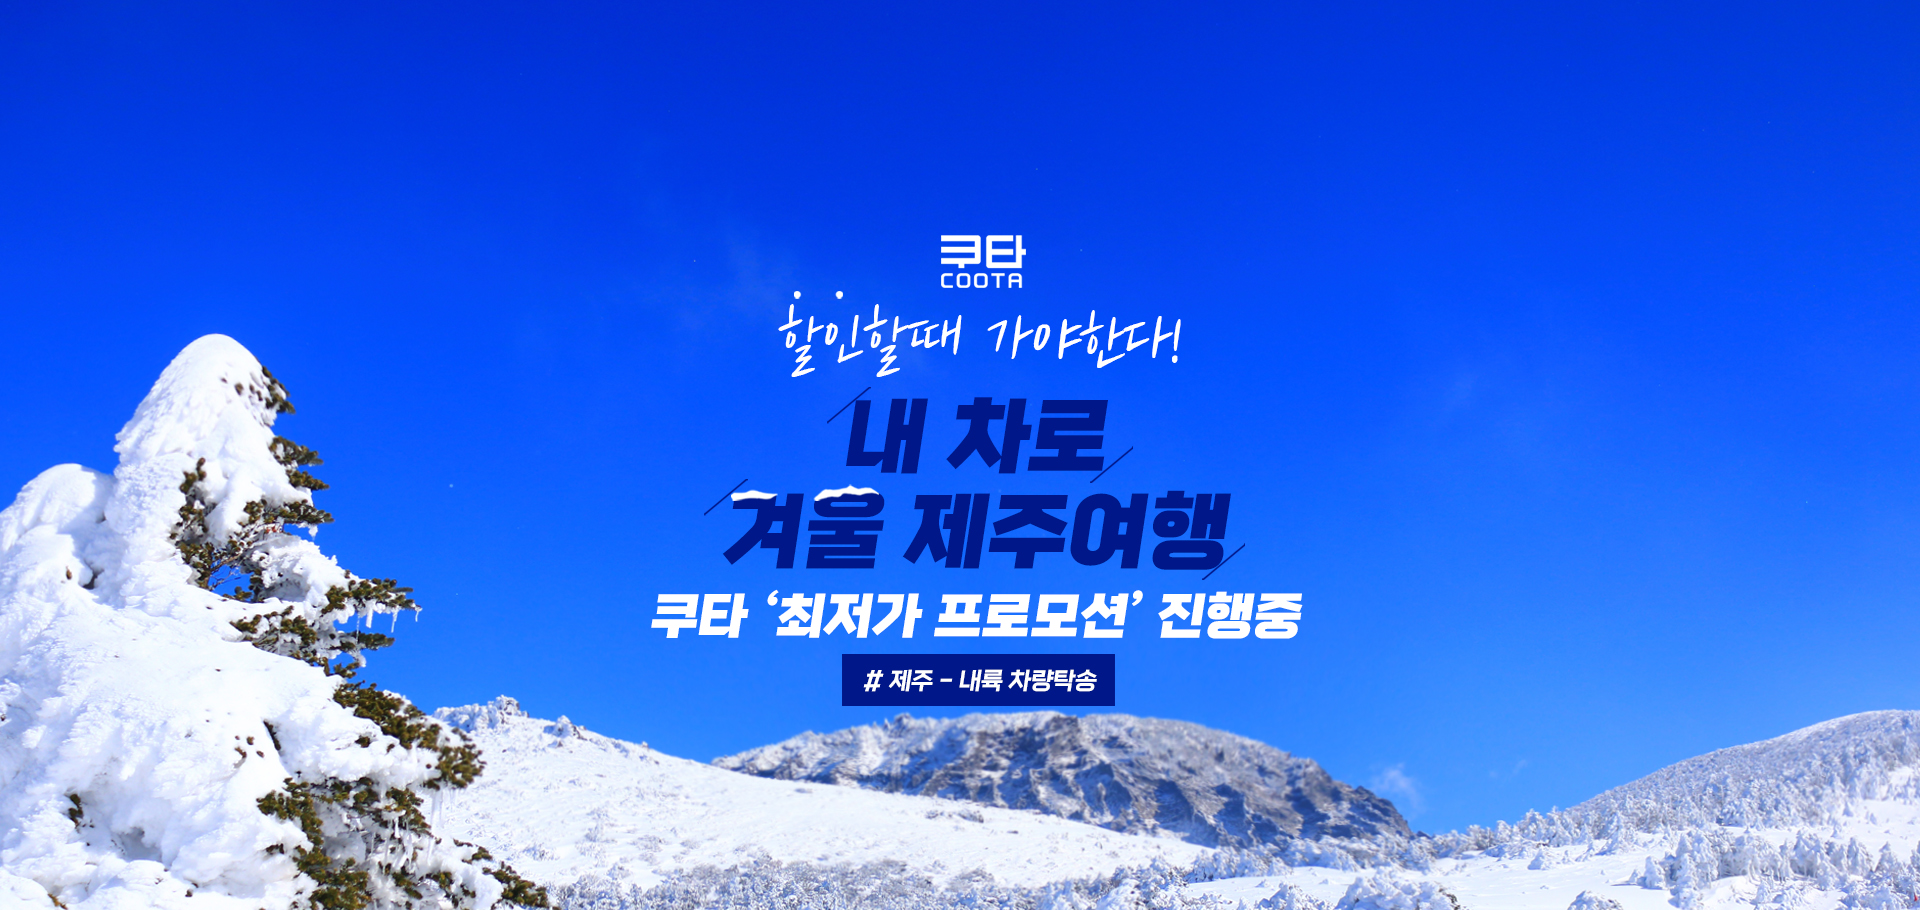 쿠타
COOTA
할인할때 가야한다!
내 차로
겨울 제주여행
쿠타 ‘최저가 프로모션’ 진행중
# 제주 - 내륙 차량탁송